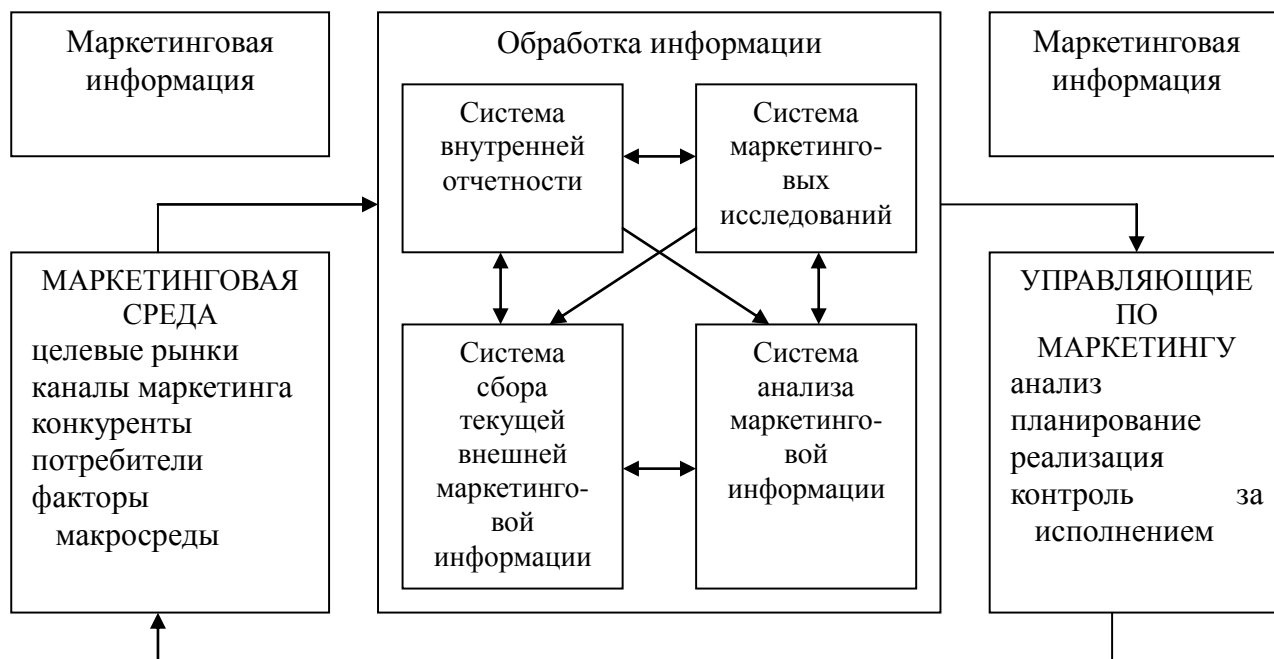 Маркетинговая
информация
Обработка информации
Система
внутренней
отчетности
Система
маркетинго-
вых
исследований
Маркетинговая
информация
МАРКЕТИНГОВАЯ
СРЕДА
целевые рынки
каналы маркетинга
конкуренты
потребители
факторы
макросреды
Система
сбора
текущей
внешней
маркетинго-
вой
информации
Система
анализа
маркетинго-
вой
информации
УПРАВЛЯЮЩИЕ
ПО
МАРКЕТИНГУ
анализ
планирование
реализация
контроль за
исполнением